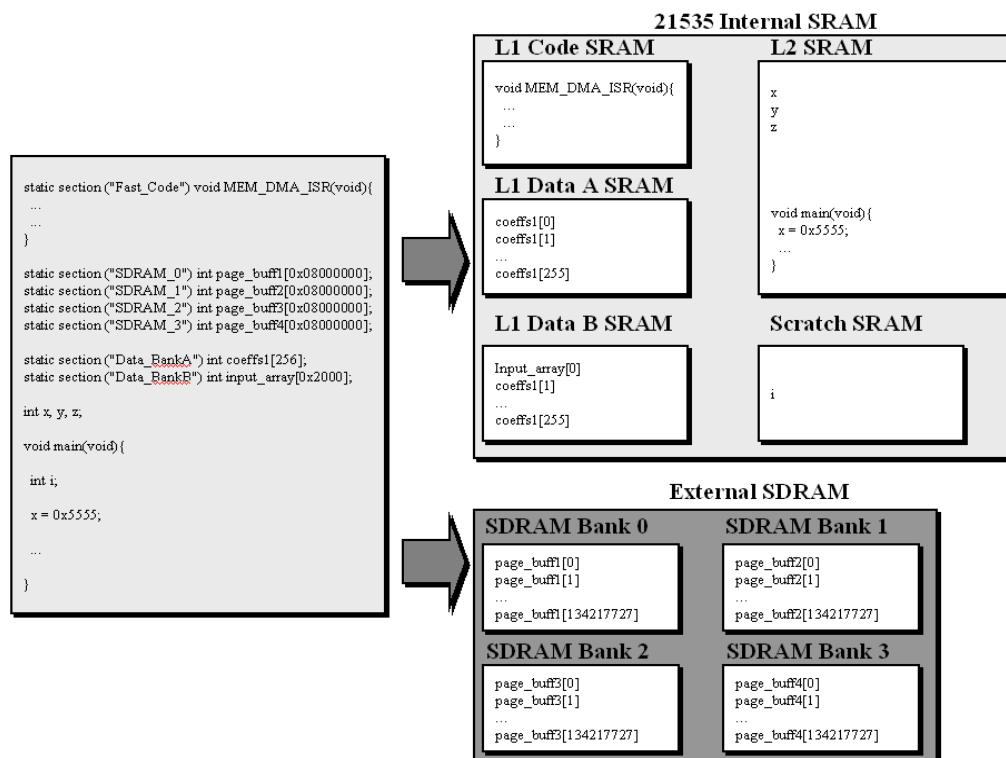 static section ("Fast_Code") void MEM_DMA_ISR(void){
...
...
}
static section ("SDRAM_0") int page_buff1[0x08000000];
static section ("SDRAM_1") int page_buff2[0x08000000];
static section ("SDRAM_2") int page_buff3[0x08000000];
static section ("SDRAM_3") int page_buff4[0x08000000];
static section ("Data_BankA") int coeffs1[256];
static section ("Data_BankB") int input_array[0x2000];
int x, y, z;
void main(void){
int i;
x = 0x5555;
...
}
21535 Internal SRAM
L1 Code SRAM
void MEM_DMA_ISR(void){
...
...
}
L1 Data A SRAM
coeffs1[0]
coeffs1[1]
...
coeffs1[255]
L1 Data B SRAM
Input_array[0]
coeffs1[1]
...
coeffs1[255]
L2 SRAM
x
y
z
void main(void){
x = 0x5555;
...
}
Scratch SRAM
i
External SDRAM
SDRAM Bank 0
page_buff1[0]
page_buff1[1]
...
page_buff1[134217727]
SDRAM Bank 1
page_buff2[0]
page_buff2[1]
...
page_buff2[134217727]
SDRAM Bank 2
page_buff3[0]
page_buff3[1]
...
page_buff3[134217727]
SDRAM Bank 3
page_buff4[0]
page_buff4[1]
...
page_buff4[134217727]